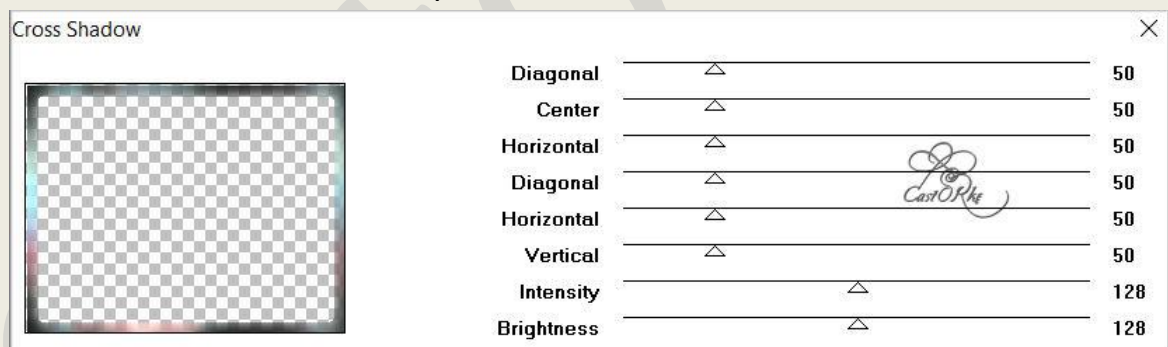 Cross Shadow
Diagonal 50
Center 50
Horizontal 50
Diagonal 50
Horizontal 50
Vertical 50
Intensity 128
Brightness 128
CastORke